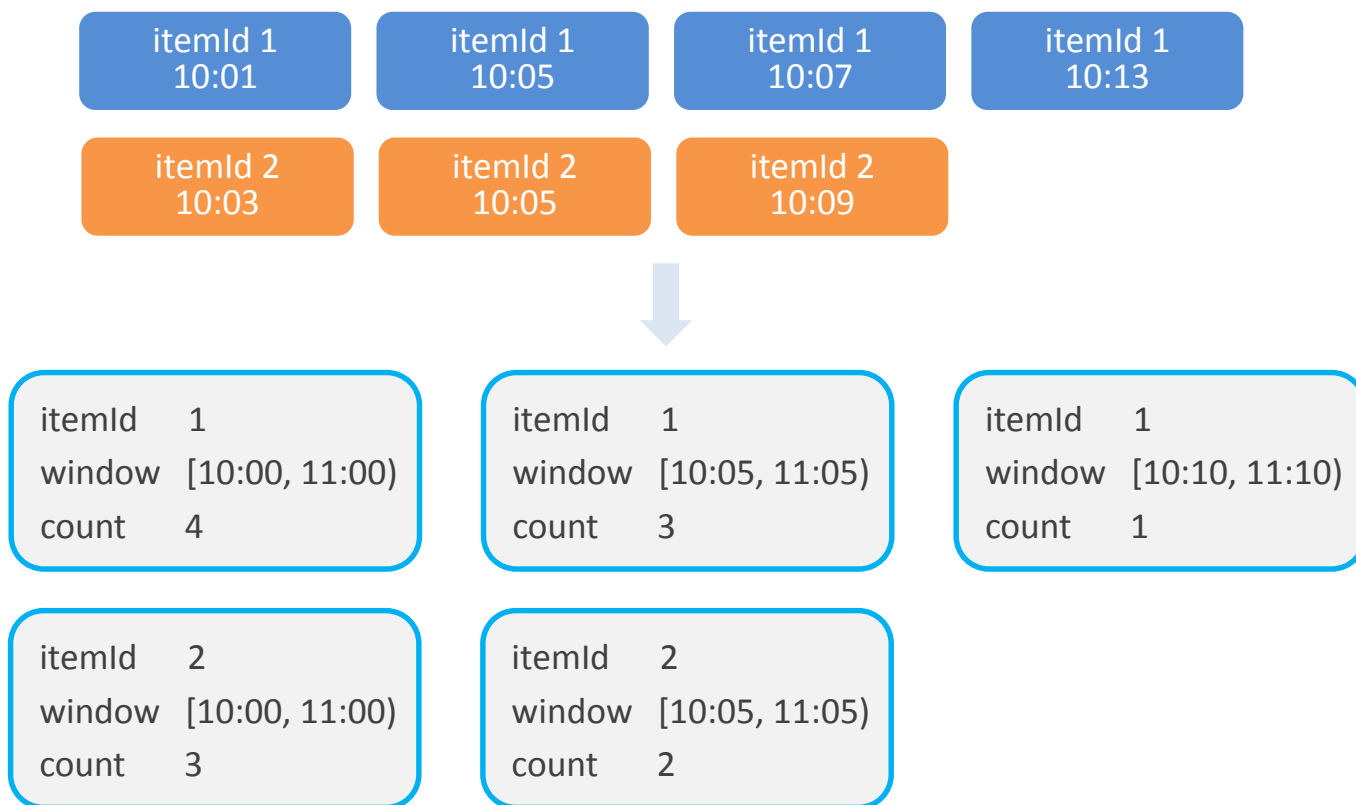 itemId 1
10:01
itemId 1
10:05
itemId 1
10:07
itemId 1
10:13
itemId 2
10:03
itemId 2
10:05
itemId 2
10:09
itemId 1
window [10:00, 11:00)
count 4
itemId 1
window [10:05, 11:05)
count 3
itemId 1
window [10:10, 11:10)
count 1
itemId 2
window [10:00, 11:00)
count 3
itemId 2
window [10:05, 11:05)
count 2